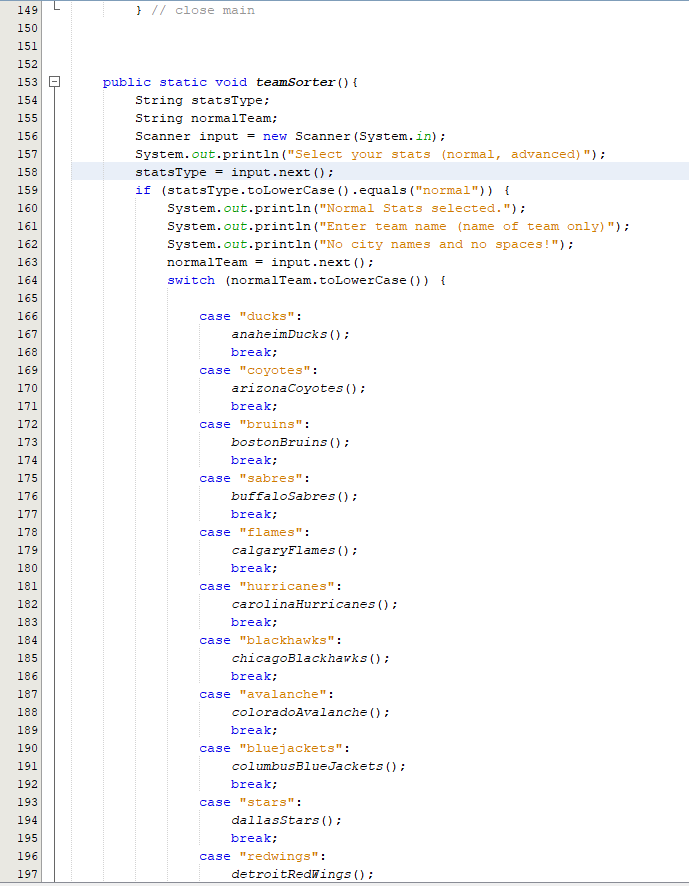 149 } // close main
150
151
152
153 public static void teamSorter(){
154 String statsType;
155 String normalTeam;
156 Scanner input = new Scanner(System.in);
157 System.out.println("Select your stats (normal, advanced)");
158 statsType = input.next();
159 if (statsType.toLowerCase().equals("normal")) {
160 System.out.println("Normal Stats selected.");
161 System.out.println("Enter team name (name of team only)");
162 System.out.println("No city names and no spaces!");
163 normalTeam = input.next();
164 switch (normalTeam.toLowerCase()) {
165
166 case "ducks":
167 anaheimDucks();
168 break;
169 case "coyotes":
170 arizonaCoyotes();
171 break;
172 case "bruins":
173 bostonBruins();
174 break;
175 case "sabres":
176 buffaloSabres();
177 break;
178 case "flames":
179 calgaryFlames();
180 break;
181 case "hurricanes":
182 carolinaHurricanes();
183 break;
184 case "blackhawks":
185 chicagoBlackhawks();
186 break;
187 case "avalanche":
188 coloradoAvalanche();
189 break;
190 case "bluejackets":
191 columbusBlueJackets();
192 break;
193 case "stars":
194 dallasStars();
195 break;
196 case "redwings":
197 detroitRedWings();